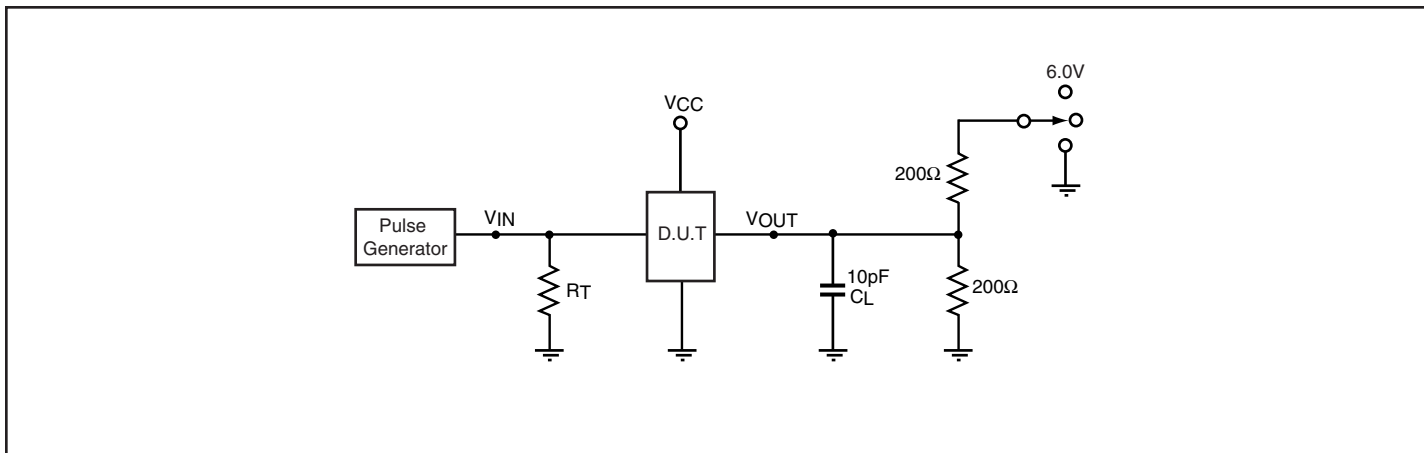 6.0V
VCC
200Ω
Pulse
Generator
VIN
D.U.T
VOUT
RT
10pF
CL
200Ω